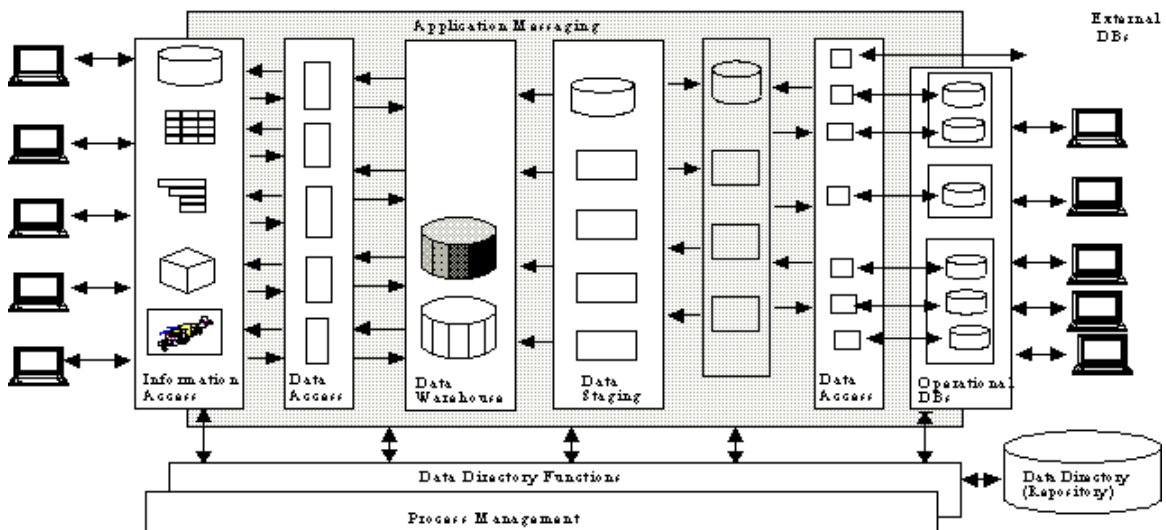 Application Messaging
External
DBs
Information
Access
Data
Access
Data
Warehouse
Data
Staging
Data
Access
Operational
DBs
Data Directory Functions
Process Management
Data Directory
(Repository)